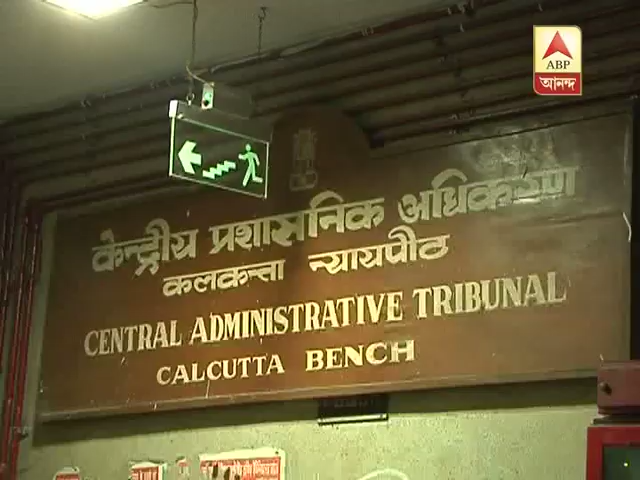 ABP
আনন্দ
केन्द्रीय प्रशासनिक अधिकरण
कलकत्ता न्यायपीठ
CENTRAL ADMINISTRATIVE TRIBUNAL
CALCUTTA BENCH